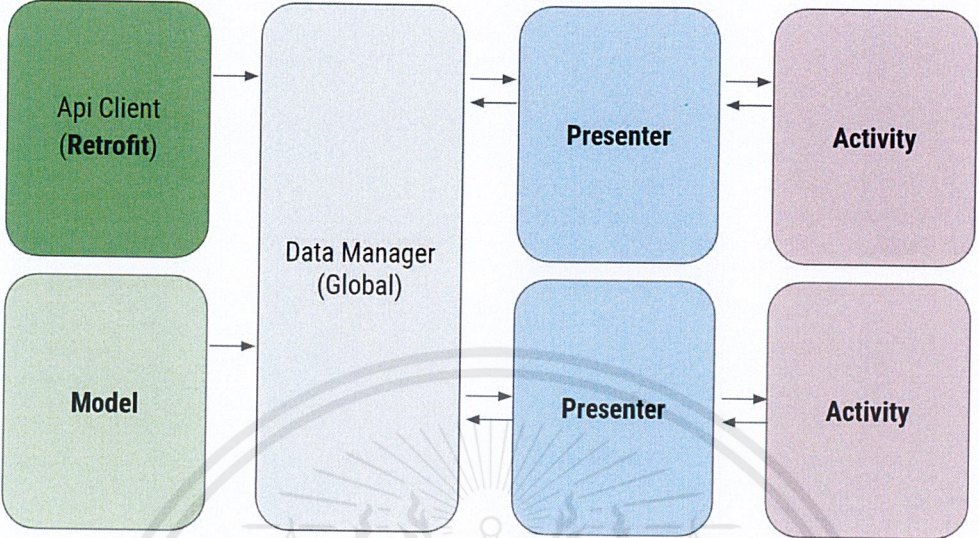 Api Client
(Retrofit)
Data Manager
(Global)
Presenter
Activity
Model
Presenter
Activity